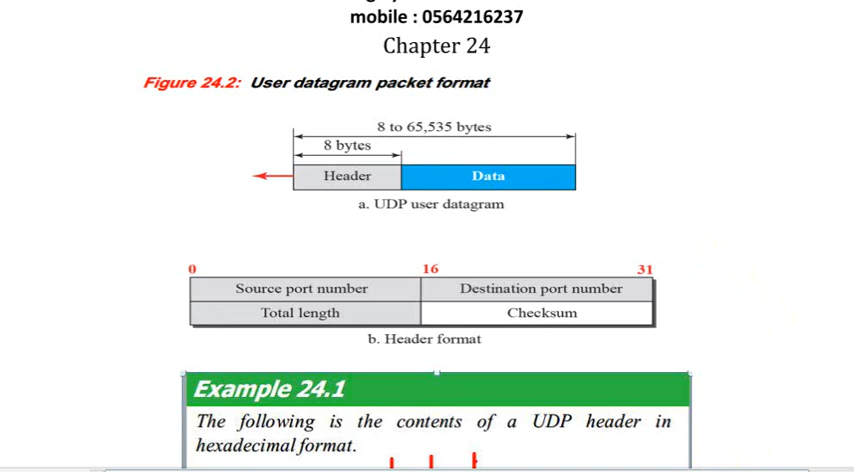 mobile : 0564216237
Chapter 24
Figure 24.2: User datagram packet format
8 to 65,535 bytes
8 bytes
Header Data
a. UDP user datagram
0 16 31
Source port number Destination port number
Total length Checksum
b. Header format
Example 24.1
The following is the contents of a UDP header in
hexadecimal format.